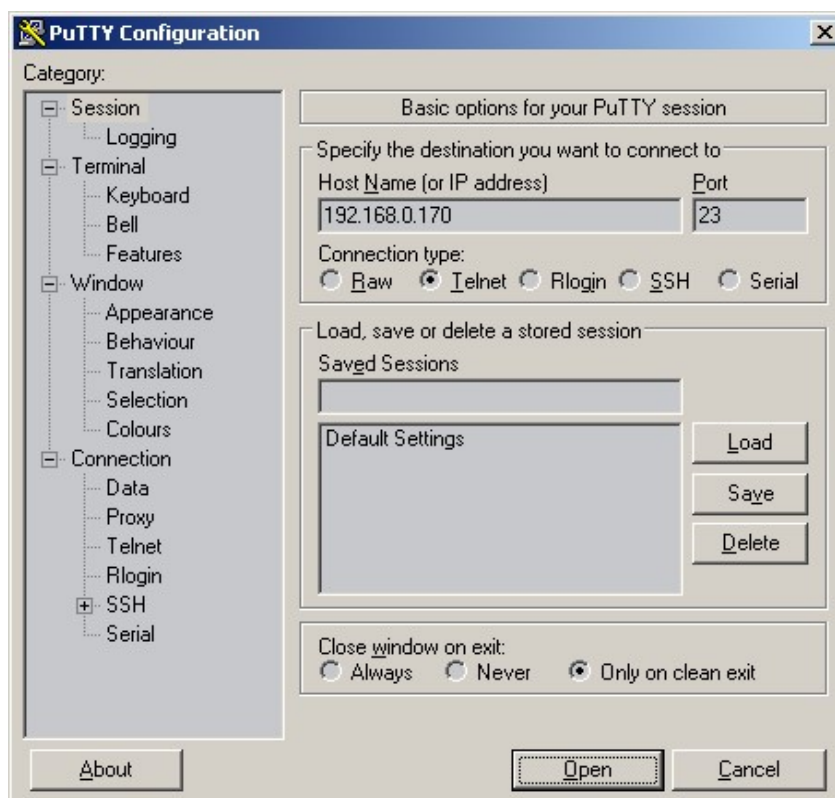 PuTTY Configuration
Category:
Session
Logging
Terminal
Keyboard
Bell
Features
Window
Appearance
Behaviour
Translation
Selection
Colours
Connection
Data
Proxy
Telnet
Rlogin
SSH
Serial
Basic options for your PuTTY session
Specify the destination you want to connect to
Host Name (or IP address) Port
192.168.0.170 23
Connection type:
Raw Telnet Rlogin SSH Serial
Load, save or delete a stored session
Saved Sessions
Default Settings
Load
Save
Delete
Close window on exit:
Always Never Only on clean exit
About Open Cancel